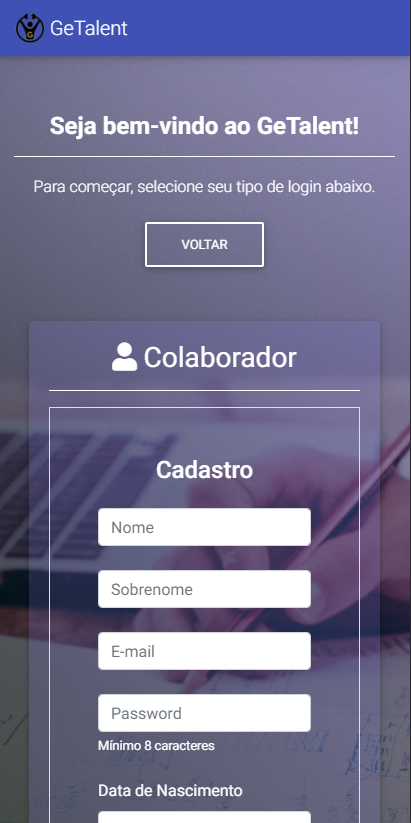 GeTalent
Seja bem-vindo ao GeTalent!
Para começar, selecione seu tipo de login abaixo.
VOLTAR
Colaborador
Cadastro
Nome
Sobrenome
E-mail
Password
Mínimo 8 caracteres
Data de Nascimento